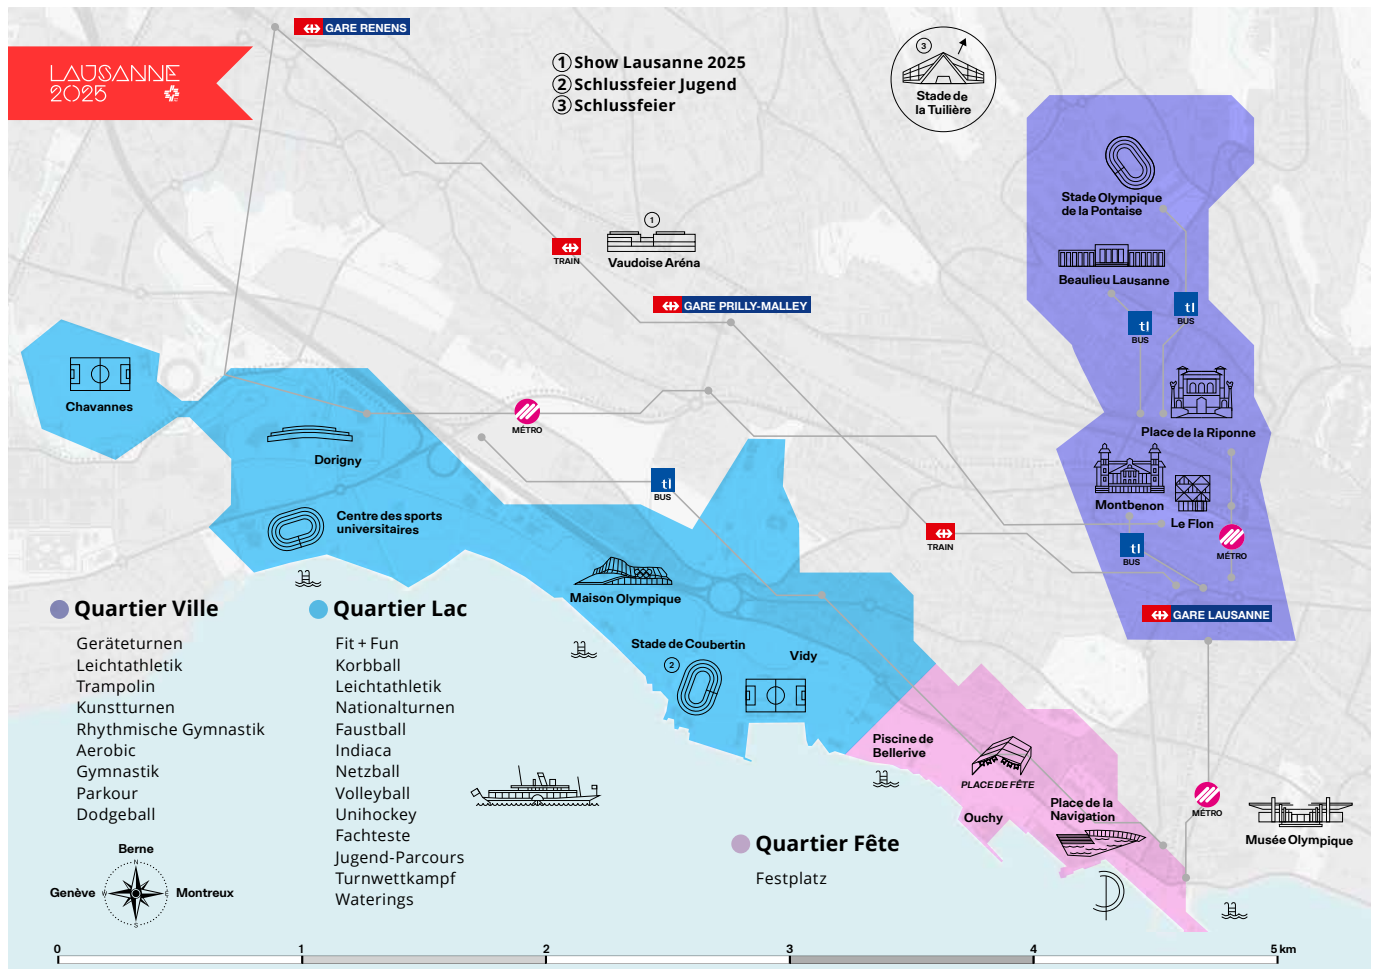 GARE RENENS
LAUSANNE
2025
1 Show Lausanne 2025
2 Schlussfeier Jugend
3 Schlussfeier
3
Stade de
la Tuilière
Stade Olympique
de la Pontaise
1
Vaudoise Aréna
TRAIN
Beaulieu Lausanne
GARE PRILLY-MALLEY
tl
BUS
tl
BUS
Chavannes
MÉTRO
Place de la Riponne
Dorigny
tl
BUS
Montbenon
Le Flon
Centre des sports
universitaires
TRAIN
tl
BUS
MÉTRO
Maison Olympique
GARE LAUSANNE
Stade de Coubertin
2
Vidy
Quartier Ville
Geräteturnen
Leichtathletik
Trampolin
Kunstturnen
Rhythmische Gymnastik
Aerobic
Gymnastik
Parkour
Dodgeball
Quartier Lac
Fit + Fun
Korbball
Leichtathletik
Nationalturnen
Faustball
Indiaca
Netzball
Volleyball
Unihockey
Fachteste
Jugend-Parcours
Turnwettkampf
Waterings
Piscine de
Bellerive
PLACE DE FÊTE
Ouchy
Place de la
Navigation
MÉTRO
Musée Olympique
Quartier Fête
Festplatz
Berne
N
Genève
W
E
Montreux
S
0 1 2 3 4 5 km